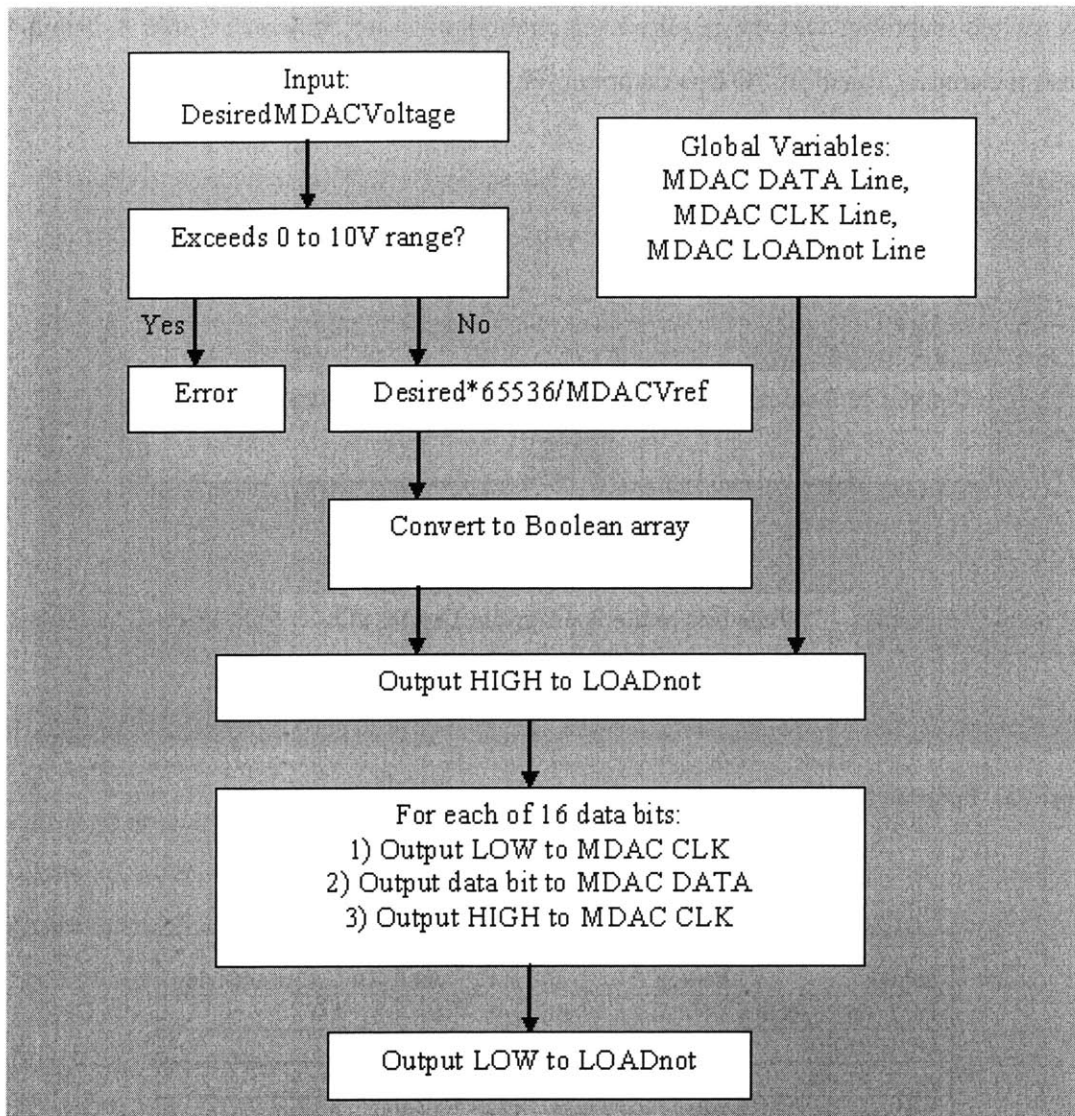 Input:
DesiredMDACVoltage
Global Variables:
MDAC DATA Line,
MDAC CLK Line,
MDAC LOADnot Line
Exceeds 0 to 10V range?
Yes
No
Error
Desired*65536/MDACVref
Convert to Boolean array
Output HIGH to LOADnot
For each of 16 data bits:
1) Output LOW to MDAC CLK
2) Output data bit to MDAC DATA
3) Output HIGH to MDAC CLK
Output LOW to LOADnot